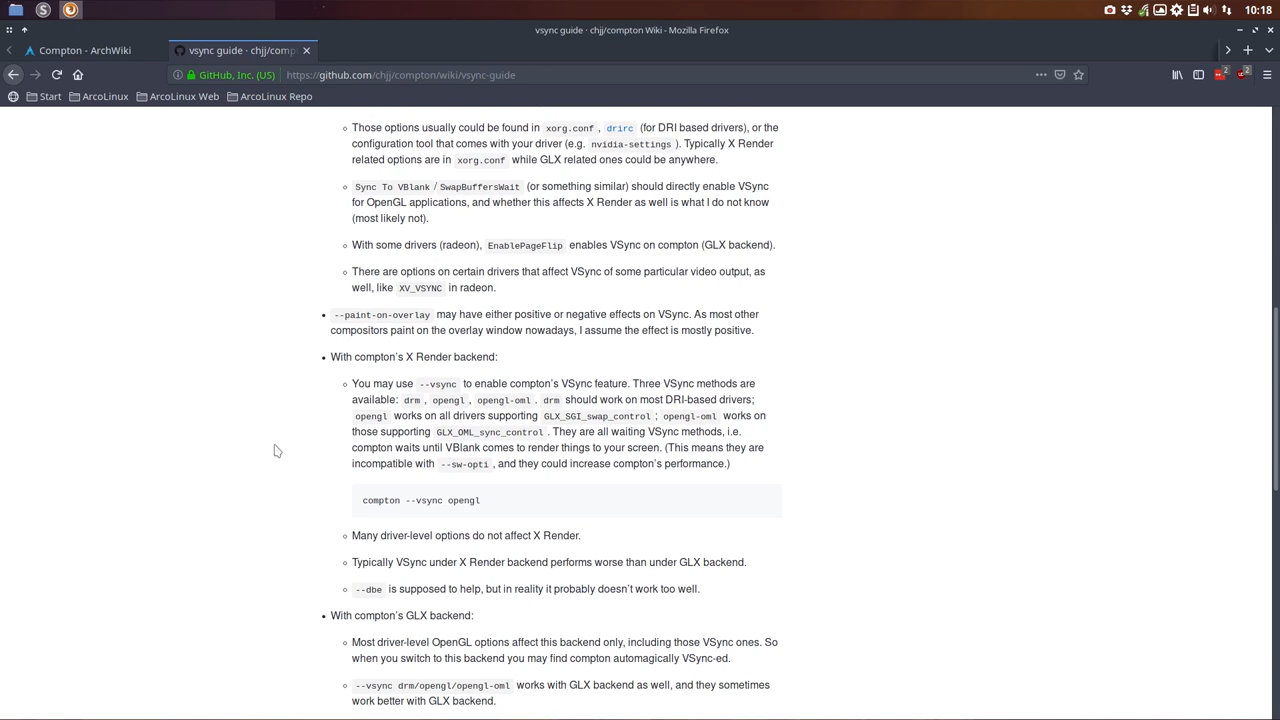 10:18
vsync guide · chjj/compton Wiki - Mozilla Firefox
Compton - ArchWiki
vsync guide · chjj/comp
GitHub, Inc. (US)
https://github.com/chjj/compton/wiki/vsync-guide
2
2
Start
ArcoLinux
ArcoLinux Web
ArcoLinux Repo
Those options usually could be found in xorg.conf, drirc (for DRI based drivers), or the
configuration tool that comes with your driver (e.g. nvidia-settings). Typically X Render
related options are in xorg.conf while GLX related ones could be anywhere.
Sync To VBlank / SwapBuffersWait (or something similar) should directly enable VSync
for OpenGL applications, and whether this affects X Render as well is what I do not know
(most likely not).
With some drivers (radeon), EnablePageFlip enables VSync on compton (GLX backend).
There are options on certain drivers that affect VSync of some particular video output, as
well, like XV_VSYNC in radeon.
--paint-on-overlay may have either positive or negative effects on VSync. As most other
compositors paint on the overlay window nowadays, I assume the effect is mostly positive.
With compton's X Render backend:
You may use --vsync to enable compton's VSync feature. Three VSync methods are
available: drm, opengl, opengl-oml. drm should work on most DRI-based drivers;
opengl works on all drivers supporting GLX_SGI_swap_control; opengl-oml works on
those supporting GLX_OML_sync_control. They are all waiting VSync methods, i.e.
compton waits until VBlank comes to render things to your screen. (This means they are
incompatible with --sw-opti, and they could increase compton's performance.)
compton --vsync opengl
Many driver-level options do not affect X Render.
Typically VSync under X Render backend performs worse than under GLX backend.
--dbe is supposed to help, but in reality it probably doesn't work too well.
With compton's GLX backend:
Most driver-level OpenGL options affect this backend only, including those VSync ones. So
when you switch to this backend you may find compton automagically VSync-ed.
--vsync drm/opengl/opengl-oml works with GLX backend as well, and they sometimes
work better with GLX backend.